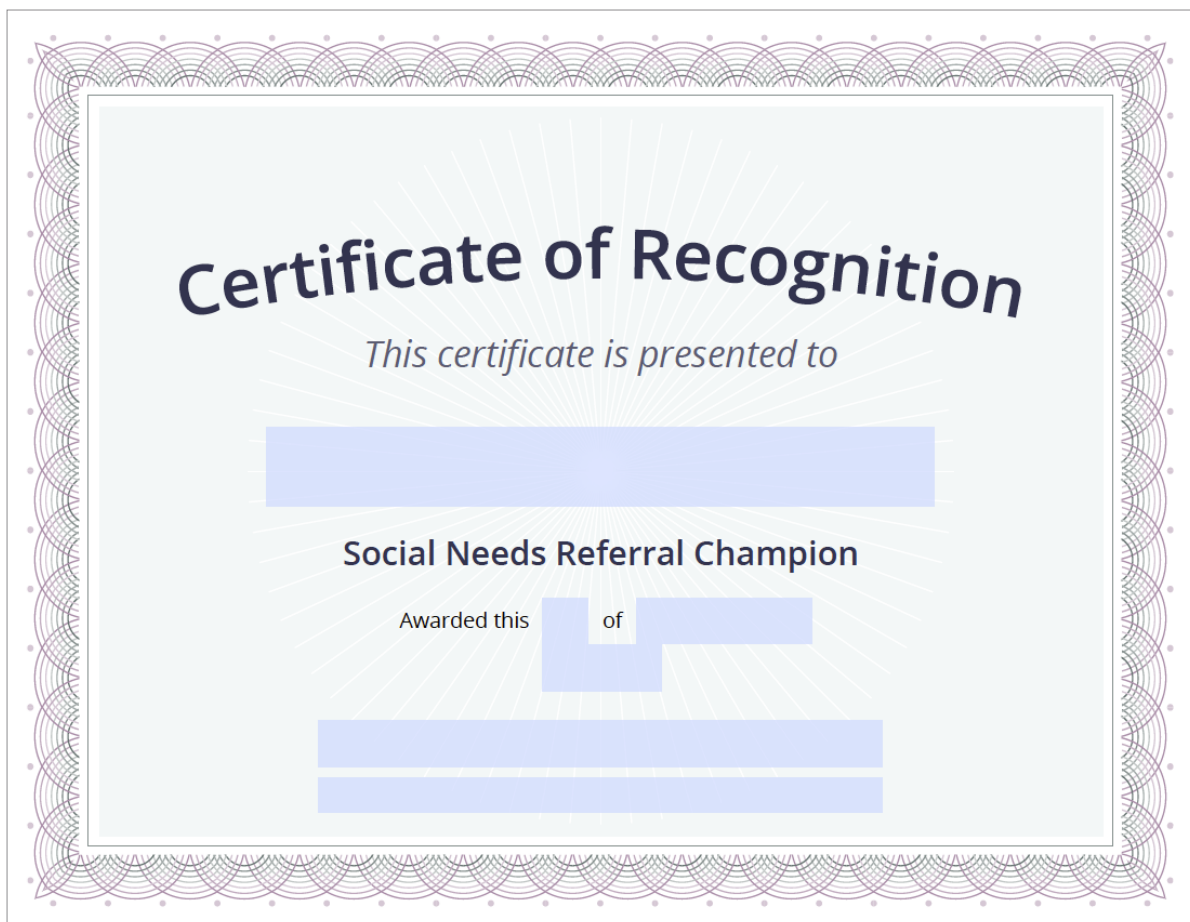 Certificate of Recognition
This certificate is presented to
Social Needs Referral Champion
Awarded this of